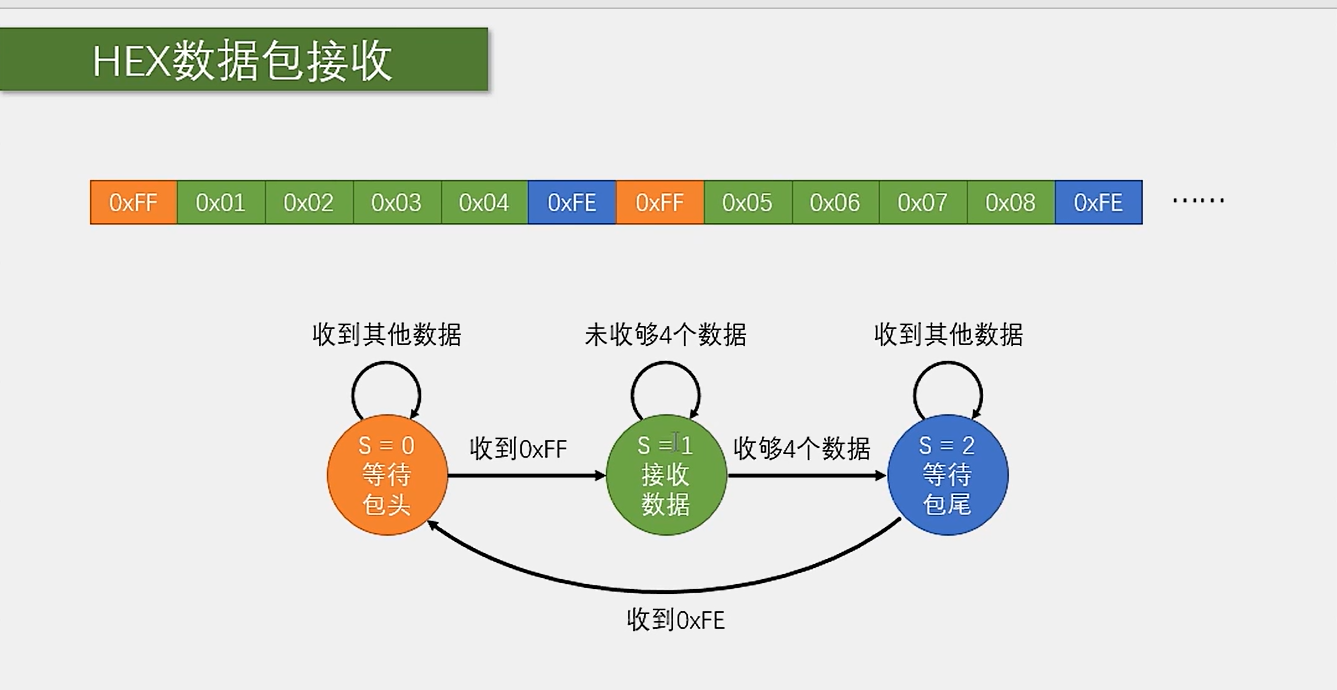 HEX数据包接收
0xFF 0x01 0x02 0x03 0x04 0xFE 0xFF 0x05 0x06 0x07 0x08 0xFE ……
收到其他数据 未收够4个数据 收到其他数据
S = 0
等待
包头
收到0xFF
S = 1
接收
数据
收够4个数据
S = 2
等待
包尾
收到0xFE